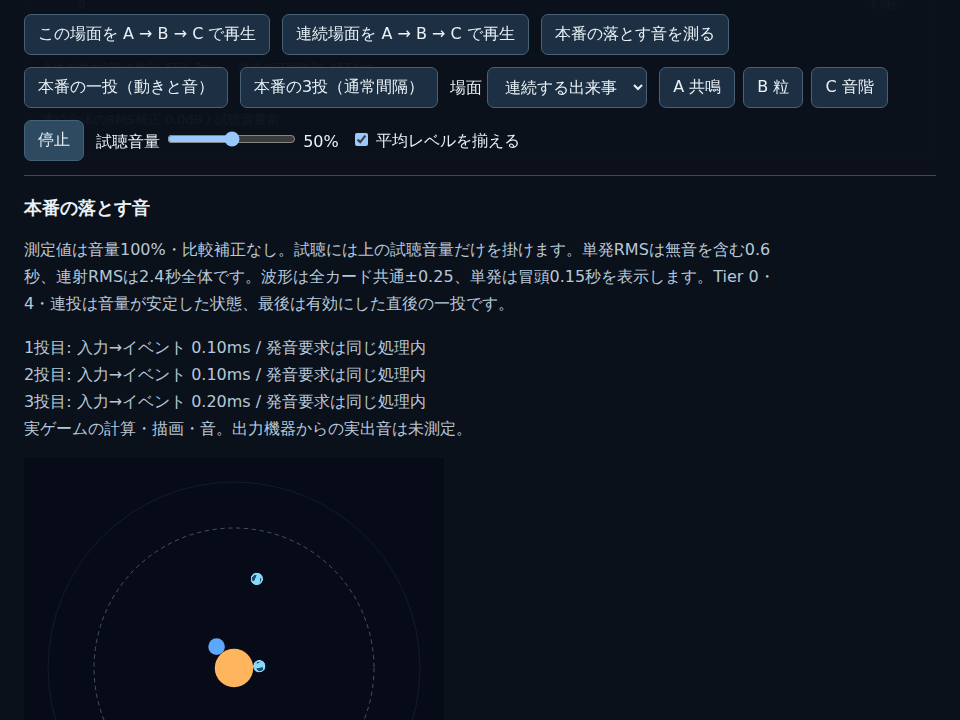 この場面を A → B → C で再生
連続場面を A → B → C で再生
本番の落とす音を測る
本番の一投（動きと音）
本番の3投（通常間隔）
場面
連続する出来事
A 共鳴
B 粒
C 音階
停止
試聴音量
50%
平均レベルを揃える
本番の落とす音
測定値は音量100%・比較補正なし。試聴には上の試聴音量だけを掛けます。単発RMSは無音を含む0.6
秒、連射RMSは2.4秒全体です。波形は全カード共通±0.25、単発は冒頭0.15秒を表示します。Tier 0・
4・連投は音量が安定した状態、最後は有効にした直後の一投です。
1投目: 入力→イベント 0.10ms / 発音要求は同じ処理内
2投目: 入力→イベント 0.10ms / 発音要求は同じ処理内
3投目: 入力→イベント 0.20ms / 発音要求は同じ処理内
実ゲームの計算・描画・音。出力機器からの実出音は未測定。